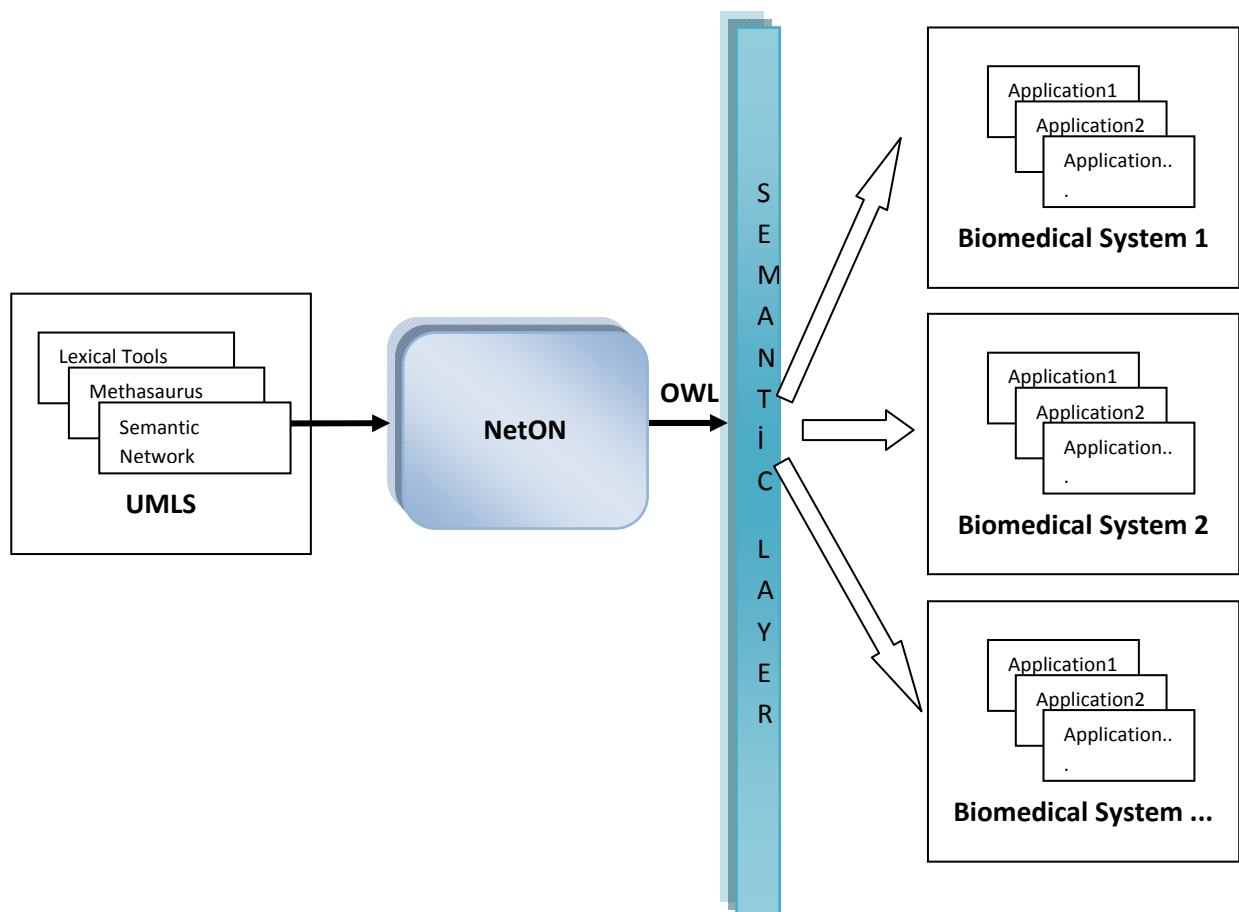 Lexical Tools
Methasaurus
Semantic
Network
UMLS
NetON
OWL
S
E
M
A
N
T
İ
C
L
A
Y
E
R
Application1
Application2
Application..
.
Biomedical System 1
Application1
Application2
Application..
.
Biomedical System 2
Application1
Application2
Application..
.
Biomedical System ...